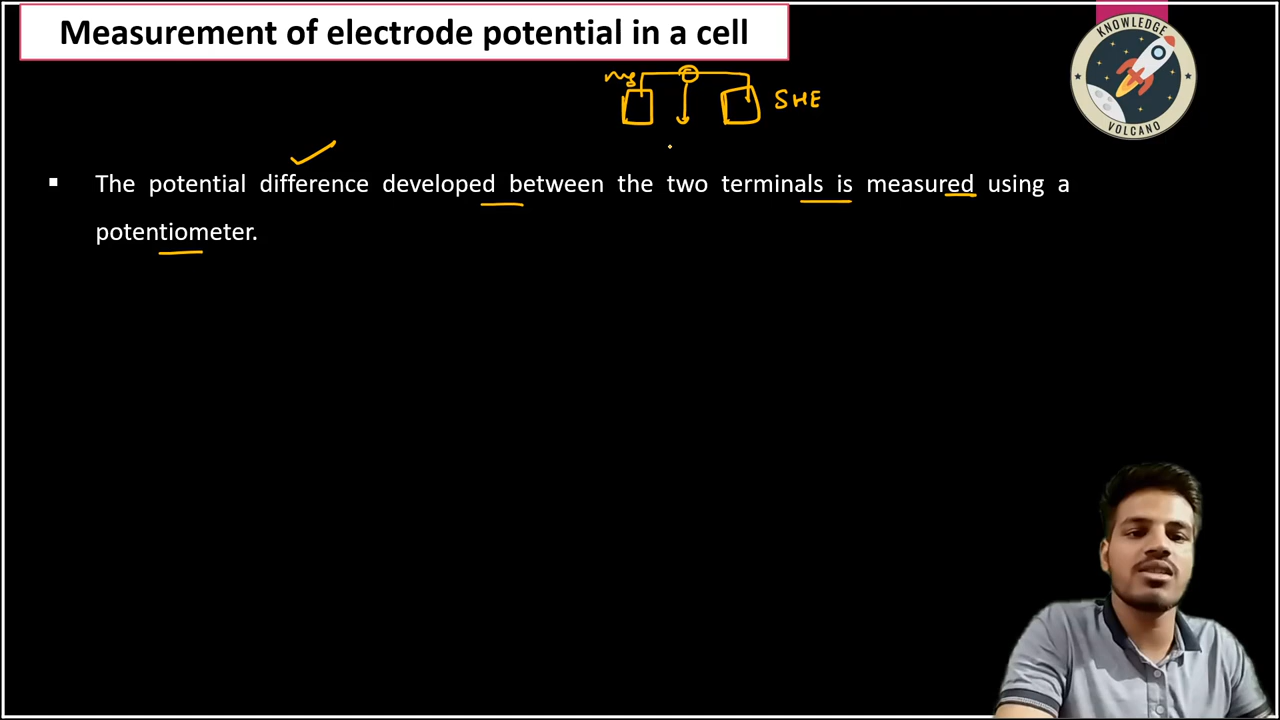 Measurement of electrode potential in a cell
KNOWLEDGE
VOLCANO
Mg
SHE
▪ The potential difference developed between the two terminals is measured using a
potentiometer.